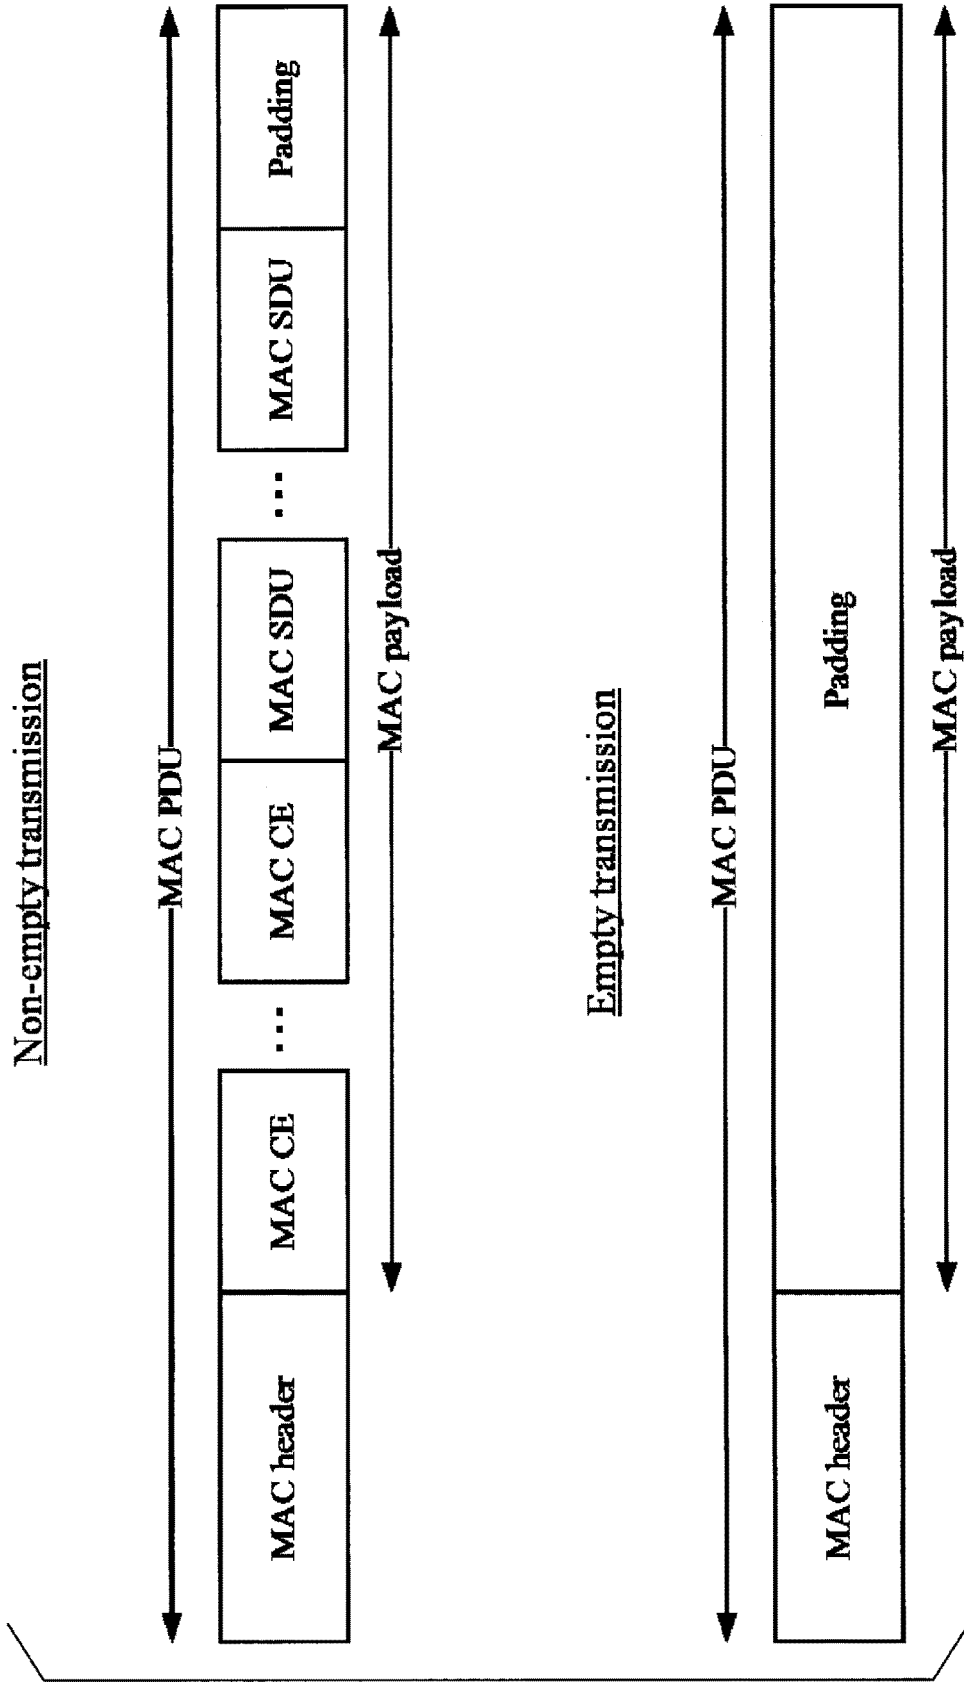 Non-empty transmission
MAC PDU
MAC header
MAC CE
...
MAC CE
MAC SDU
...
MAC SDU
Padding
MAC payload
Empty transmission
MAC PDU
MAC header
Padding
MAC payload